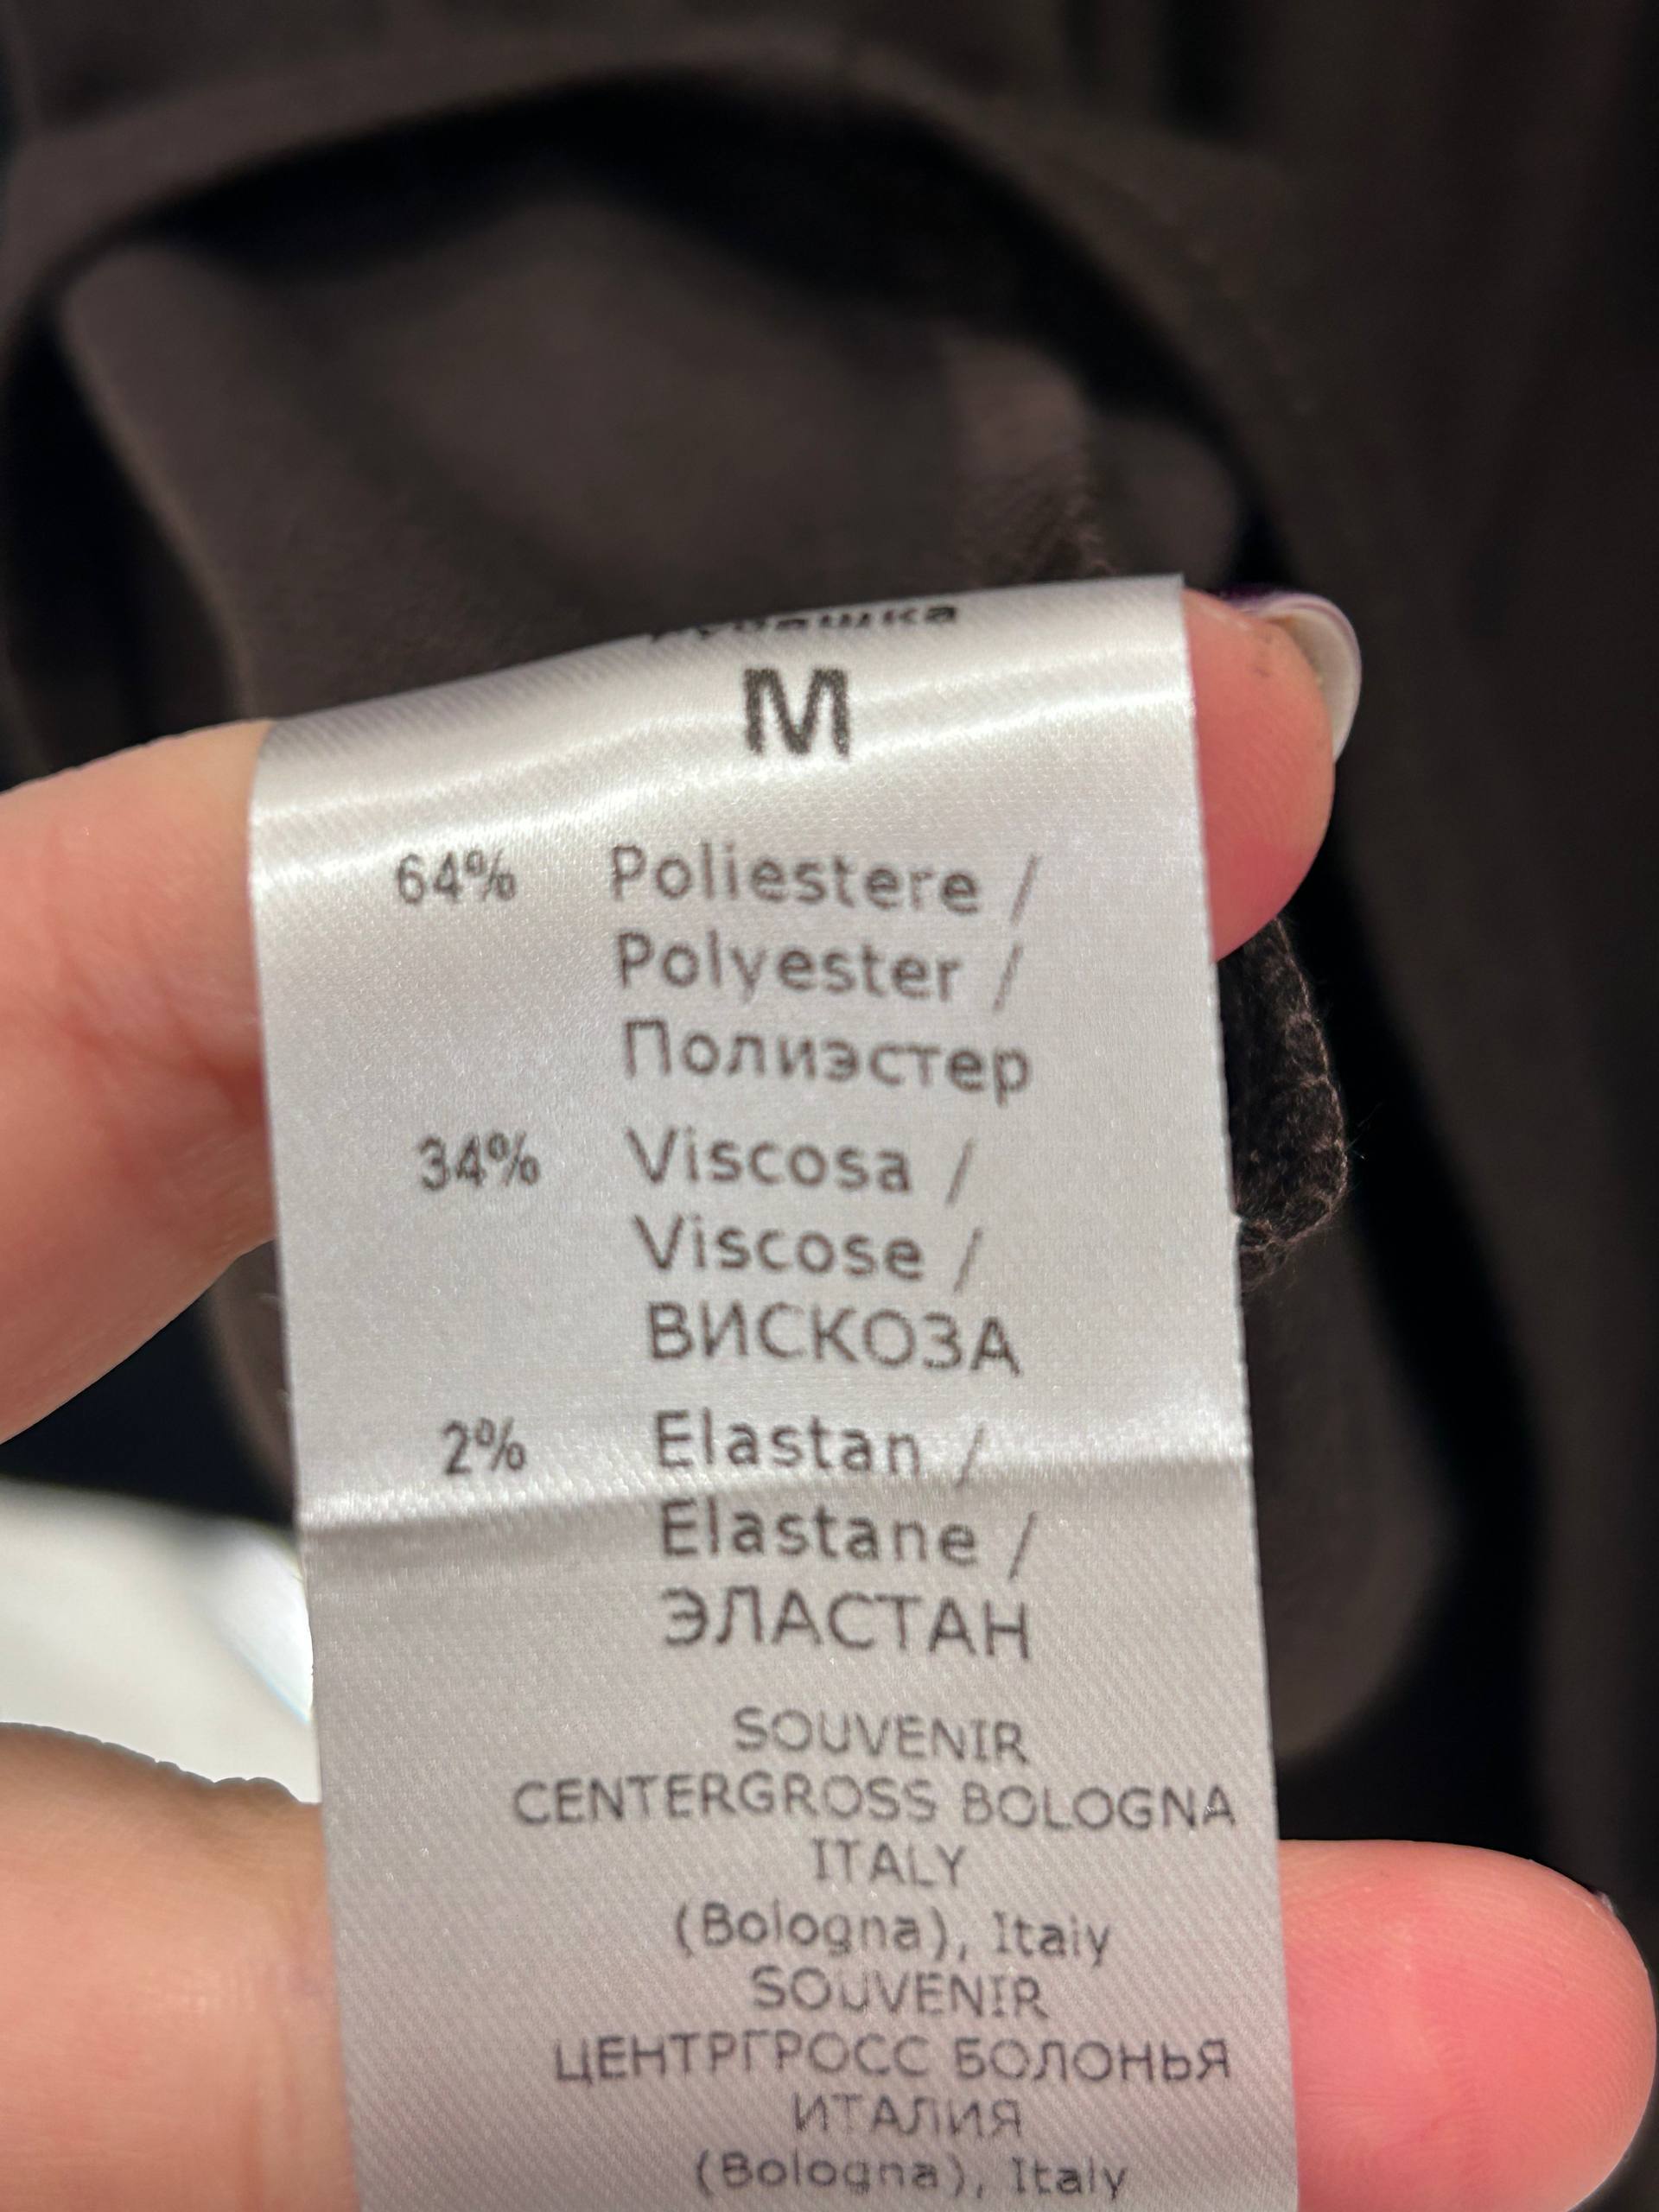 Рубашка
M
64% Poliestere /
Polyester /
Полиэстер
34% Viscosa /
Viscose /
ВИСКОЗА
2% Elastan /
Elastane /
ЭЛАСТАН
SOUVENIR
CENTERGROSS BOLOGNA
ITALY
(Bologna), Italy
SOUVENIR
ЦЕНТРГРОСС БОЛОНЬЯ
ИТАЛИЯ
(Bologna), Italy